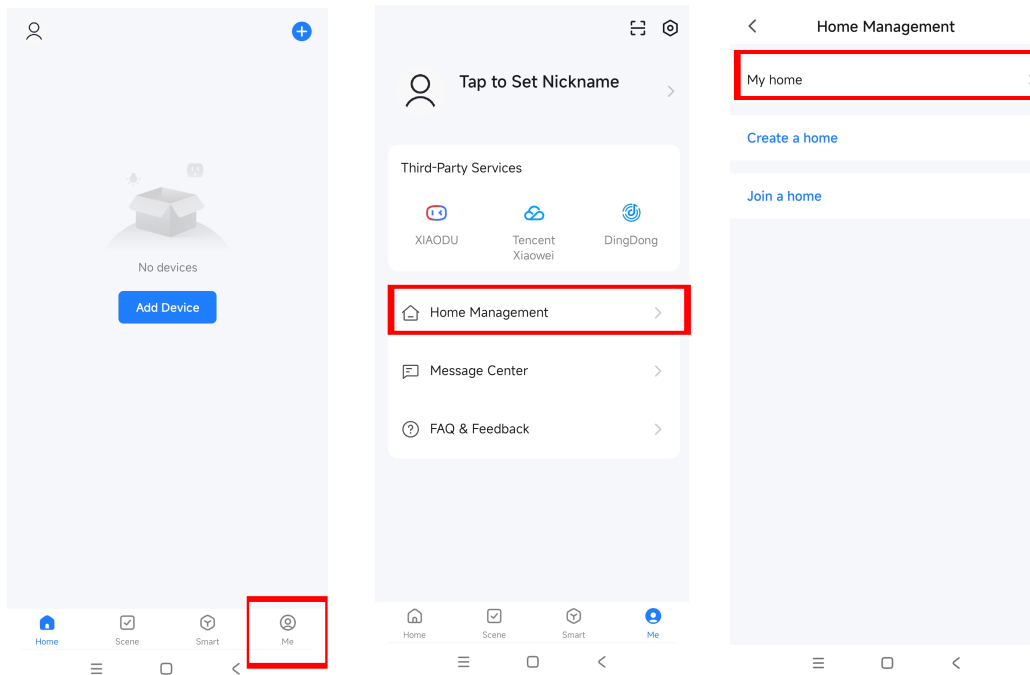 No devices
Add Device
Home
Scene
Smart
Me
Tap to Set Nickname
Third-Party Services
XIAODU
Tencent
Xiaowei
DingDong
Home Management
Message Center
FAQ & Feedback
Home
Scene
Smart
Me
Home Management
My home
Create a home
Join a home